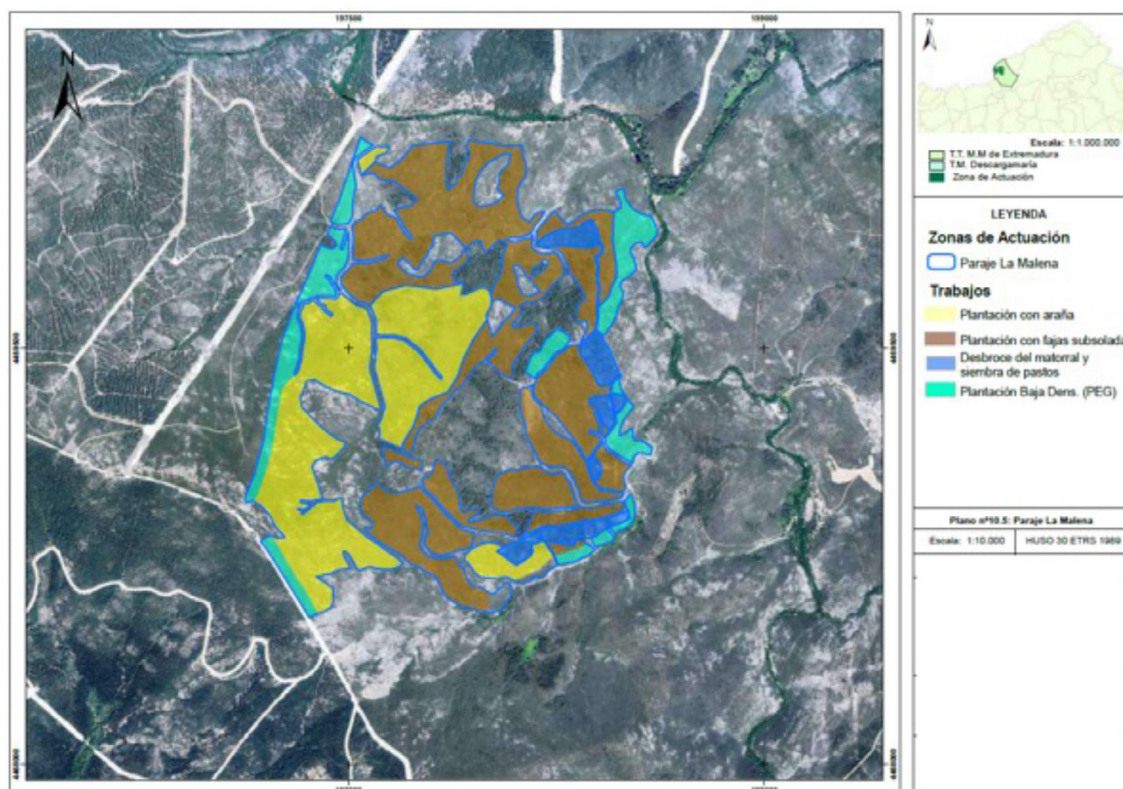 197500
N
N
Escala: 1:1.000.000
T.T. M.M de Extremadura
T.M. Descargamaría
Zona de Actuación
LEYENDA
Zonas de Actuación
Paraje La Malena
Trabajos
Plantación con araña
Plantación con fajas subsolada
Desbroce del matorral y
siembra de pastos
Plantación Baja Dens. (PEG)
Plano nº10.5: Paraje La Malena
Escala: 1:10.000 HUSO 30 ETRS 1989